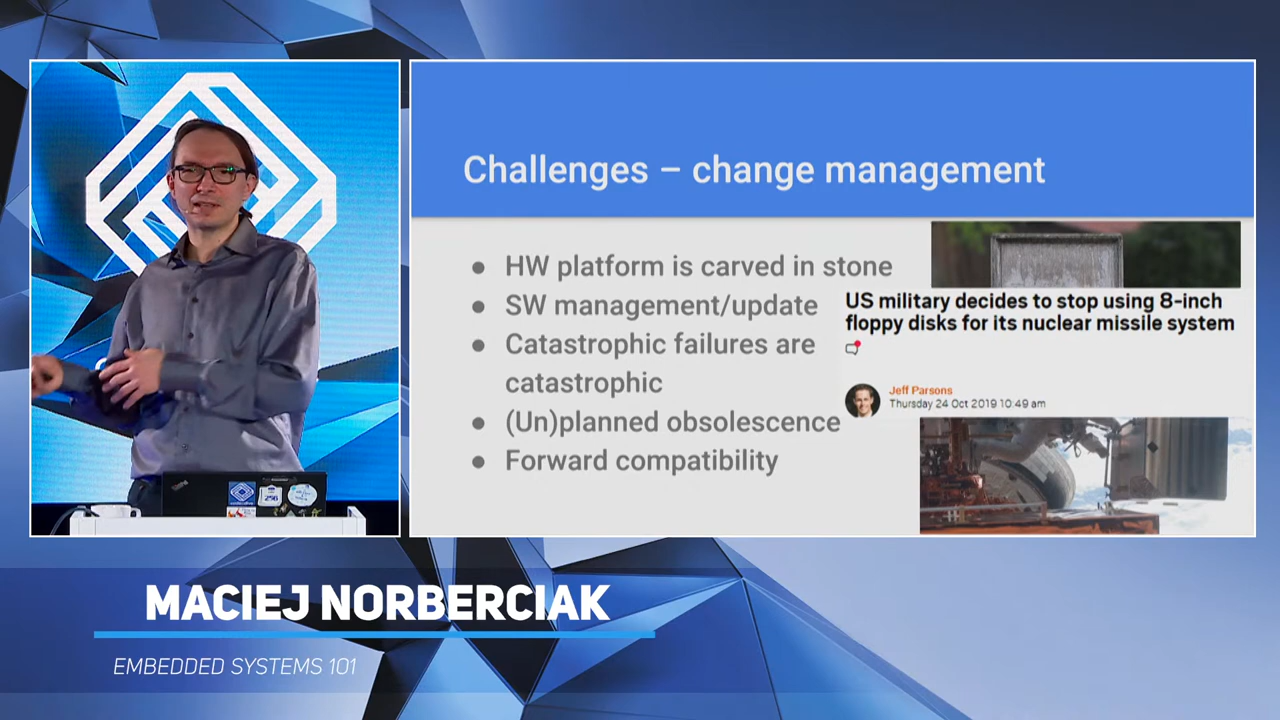 Challenges – change management
● HW platform is carved in stone
● SW management/update
● Catastrophic failures are
catastrophic
● (Un)planned obsolescence
● Forward compatibility
US military decides to stop using 8-inch
floppy disks for its nuclear missile system
Jeff Parsons
Thursday 24 Oct 2019 10:49 am
MACIEJ NORBERCIAK
EMBEDDED SYSTEMS 101